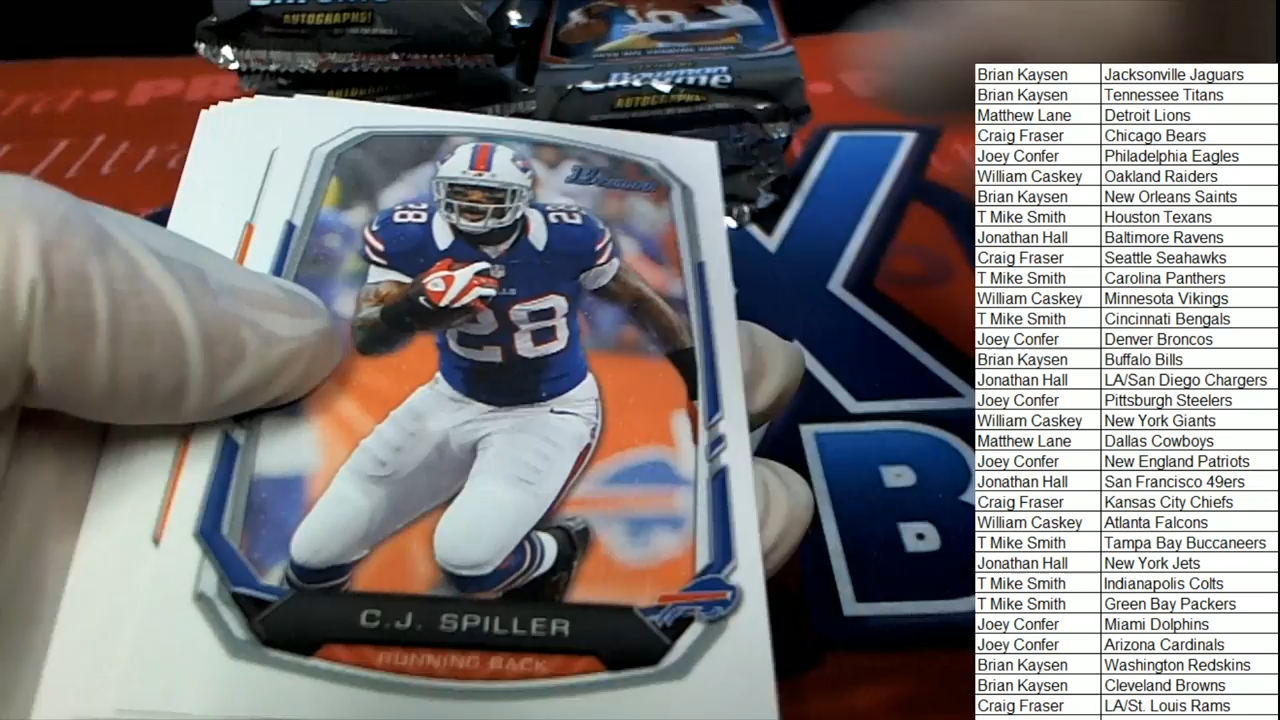 AUTOGRAPHS!
Bowman
Chrome
AUTOGRAPHS!
Bowman
28
28
28
C.J. SPILLER
RUNNING BACK
B
Brian Kaysen Jacksonville Jaguars
Brian Kaysen Tennessee Titans
Matthew Lane Detroit Lions
Craig Fraser Chicago Bears
Joey Confer Philadelphia Eagles
William Caskey Oakland Raiders
Brian Kaysen New Orleans Saints
T Mike Smith Houston Texans
Jonathan Hall Baltimore Ravens
Craig Fraser Seattle Seahawks
T Mike Smith Carolina Panthers
William Caskey Minnesota Vikings
T Mike Smith Cincinnati Bengals
Joey Confer Denver Broncos
Brian Kaysen Buffalo Bills
Jonathan Hall LA/San Diego Chargers
Joey Confer Pittsburgh Steelers
William Caskey New York Giants
Matthew Lane Dallas Cowboys
Joey Confer New England Patriots
Jonathan Hall San Francisco 49ers
Craig Fraser Kansas City Chiefs
William Caskey Atlanta Falcons
T Mike Smith Tampa Bay Buccaneers
Jonathan Hall New York Jets
T Mike Smith Indianapolis Colts
T Mike Smith Green Bay Packers
Joey Confer Miami Dolphins
Joey Confer Arizona Cardinals
Brian Kaysen Washington Redskins
Brian Kaysen Cleveland Browns
Craig Fraser LA/St. Louis Rams